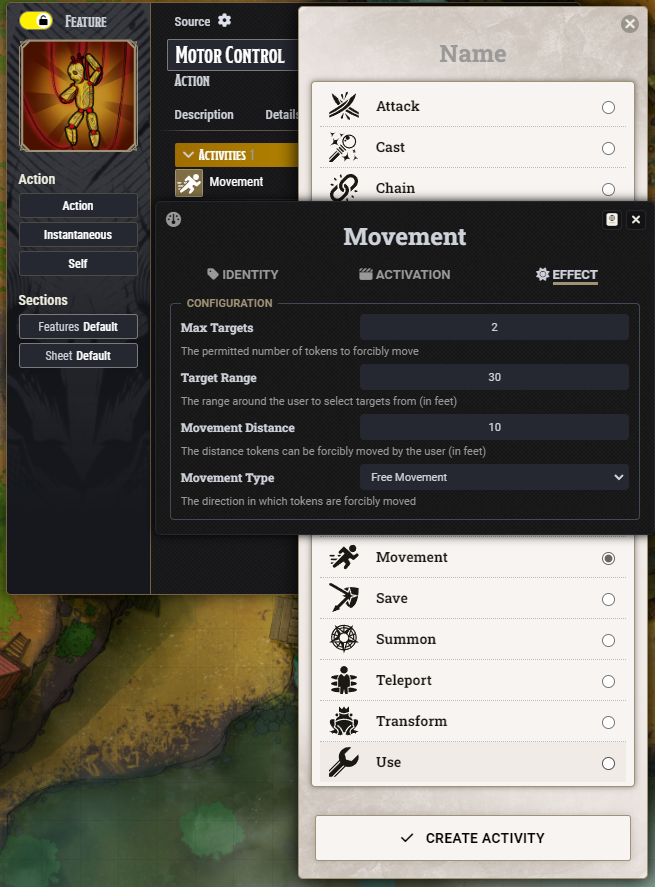 Feature
Source
Motor Control
Action
Description
Details
Activities 1
Movement
Action
Action
Instantaneous
Self
Sections
Features Default
Sheet Default
Name
Attack
Cast
Chain
Movement
IDENTITY
ACTIVATION
EFFECT
CONFIGURATION
Max Targets
2
The permitted number of tokens to forcibly move
Target Range
30
The range around the user to select targets from (in feet)
Movement Distance
10
The distance tokens can be forcibly moved by the user (in feet)
Movement Type
Free Movement
The direction in which tokens are forcibly moved
Movement
Save
Summon
Teleport
Transform
Use
CREATE ACTIVITY